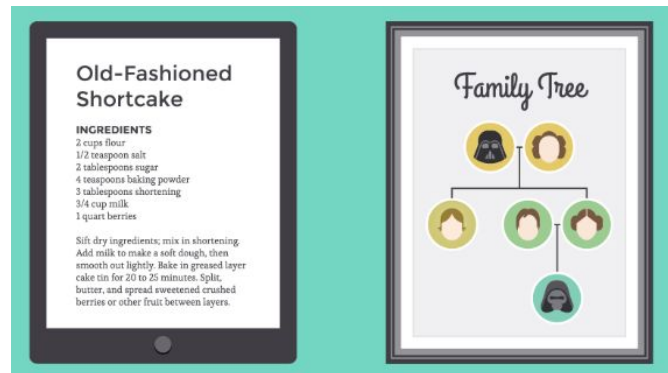 Old-Fashioned
Shortcake
INGREDIENTS
2 cups flour
1/2 teaspoon salt
2 tablespoons sugar
4 teaspoons baking powder
3 tablespoons shortening
3/4 cup milk
1 quart berries
Sift dry ingredients; mix in shortening.
Add milk to make a soft dough, then
smooth out lightly. Bake in greased layer
cake tin for 20 to 25 minutes. Split,
butter, and spread sweetened crushed
berries or other fruit between layers.
Family Tree